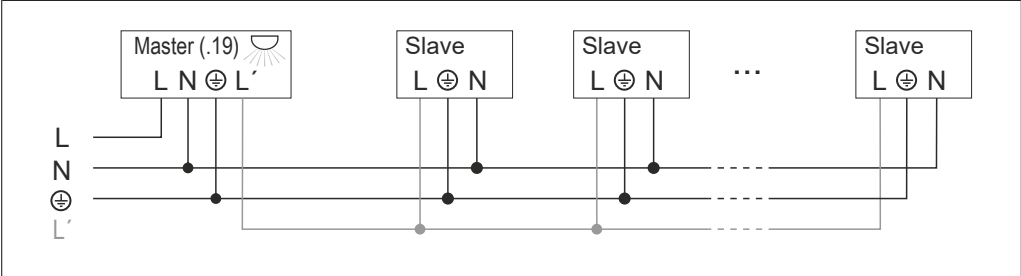 Master (.19) Slave Slave ... Slave
L N ⏚ L´ L ⏚ N L ⏚ N L ⏚ N
L
N
⏚
L´